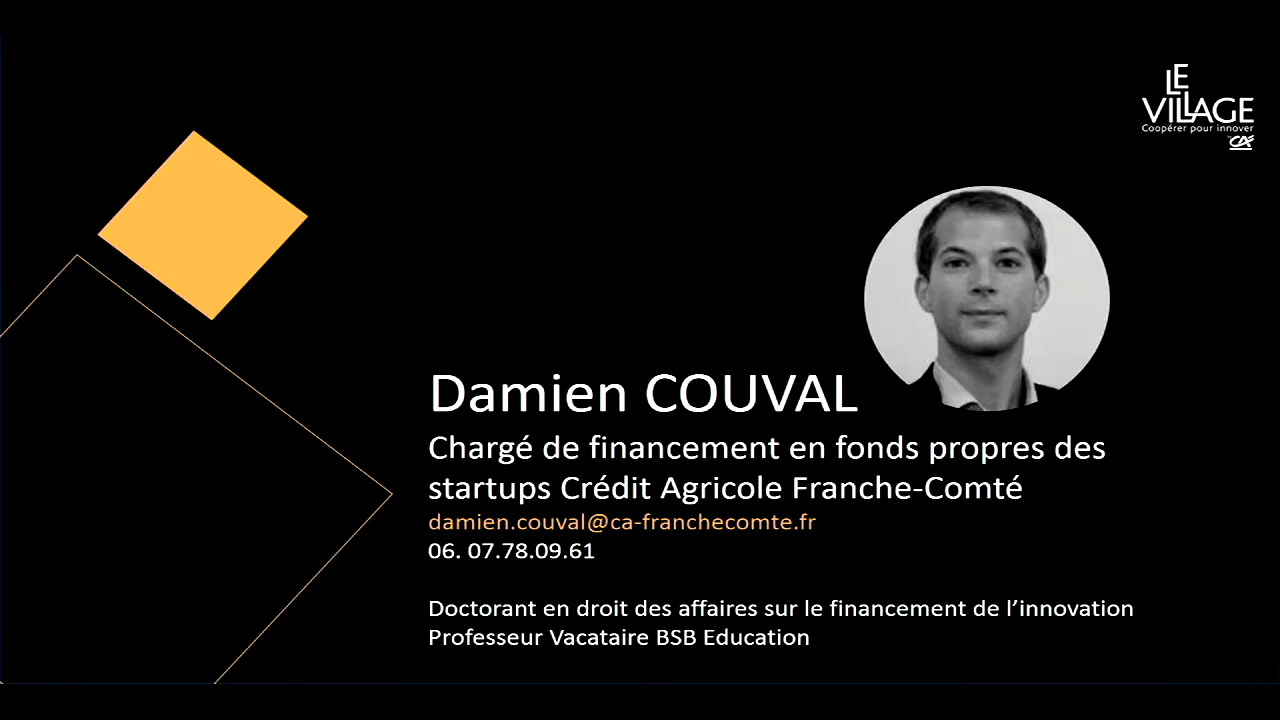 LE
VILLAGE
Coopérer pour innover
CA
Damien COUVAL
Chargé de financement en fonds propres des
startups Crédit Agricole Franche-Comté
damien.couval@ca-franchecomte.fr
06. 07.78.09.61
Doctorant en droit des affaires sur le financement de l’innovation
Professeur Vacataire BSB Education